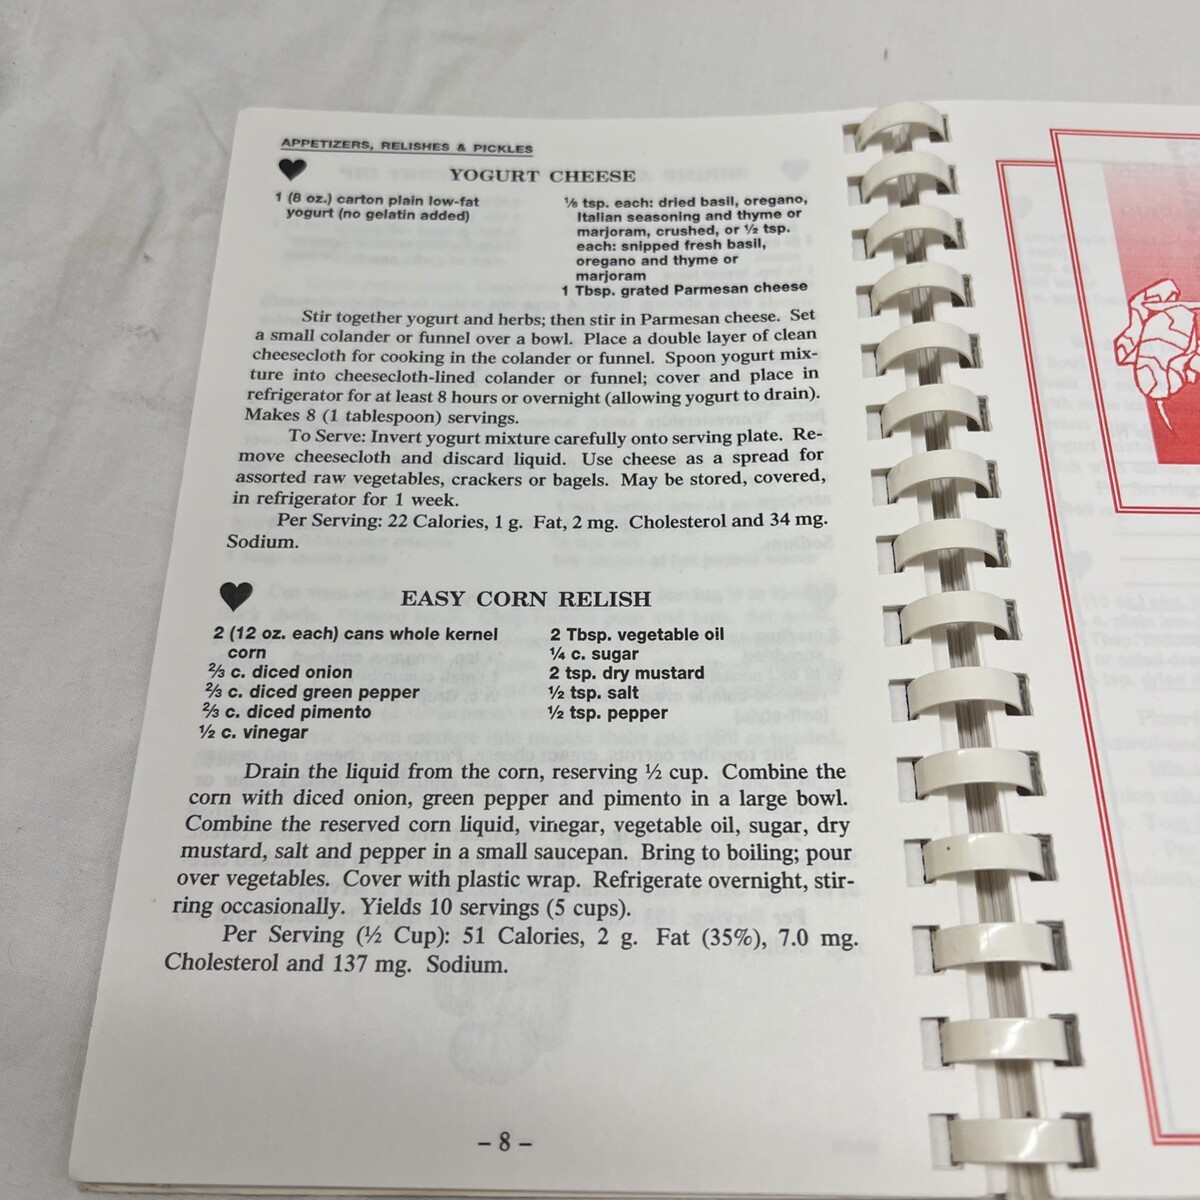 APPETIZERS, RELISHES & PICKLES
YOGURT CHEESE
1 (8 oz.) carton plain low-fat
yogurt (no gelatin added)
⅛ tsp. each: dried basil, oregano,
Italian seasoning and thyme or
marjoram, crushed, or ½ tsp.
each: snipped fresh basil,
oregano and thyme or
marjoram
1 Tbsp. grated Parmesan cheese
Stir together yogurt and herbs; then stir in Parmesan cheese. Set
a small colander or funnel over a bowl. Place a double layer of clean
cheesecloth for cooking in the colander or funnel. Spoon yogurt mix-
ture into cheesecloth-lined colander or funnel; cover and place in
refrigerator for at least 8 hours or overnight (allowing yogurt to drain).
Makes 8 (1 tablespoon) servings.
To Serve: Invert yogurt mixture carefully onto serving plate. Re-
move cheesecloth and discard liquid. Use cheese as a spread for
assorted raw vegetables, crackers or bagels. May be stored, covered,
in refrigerator for 1 week.
Per Serving: 22 Calories, 1 g. Fat, 2 mg. Cholesterol and 34 mg.
Sodium.
EASY CORN RELISH
2 (12 oz. each) cans whole kernel
corn
⅔ c. diced onion
⅔ c. diced green pepper
⅔ c. diced pimento
½ c. vinegar
2 Tbsp. vegetable oil
¼ c. sugar
2 tsp. dry mustard
½ tsp. salt
½ tsp. pepper
Drain the liquid from the corn, reserving ½ cup. Combine the
corn with diced onion, green pepper and pimento in a large bowl.
Combine the reserved corn liquid, vinegar, vegetable oil, sugar, dry
mustard, salt and pepper in a small saucepan. Bring to boiling; pour
over vegetables. Cover with plastic wrap. Refrigerate overnight, stir-
ring occasionally. Yields 10 servings (5 cups).
Per Serving (½ Cup): 51 Calories, 2 g. Fat (35%), 7.0 mg.
Cholesterol and 137 mg. Sodium.
– 8 –